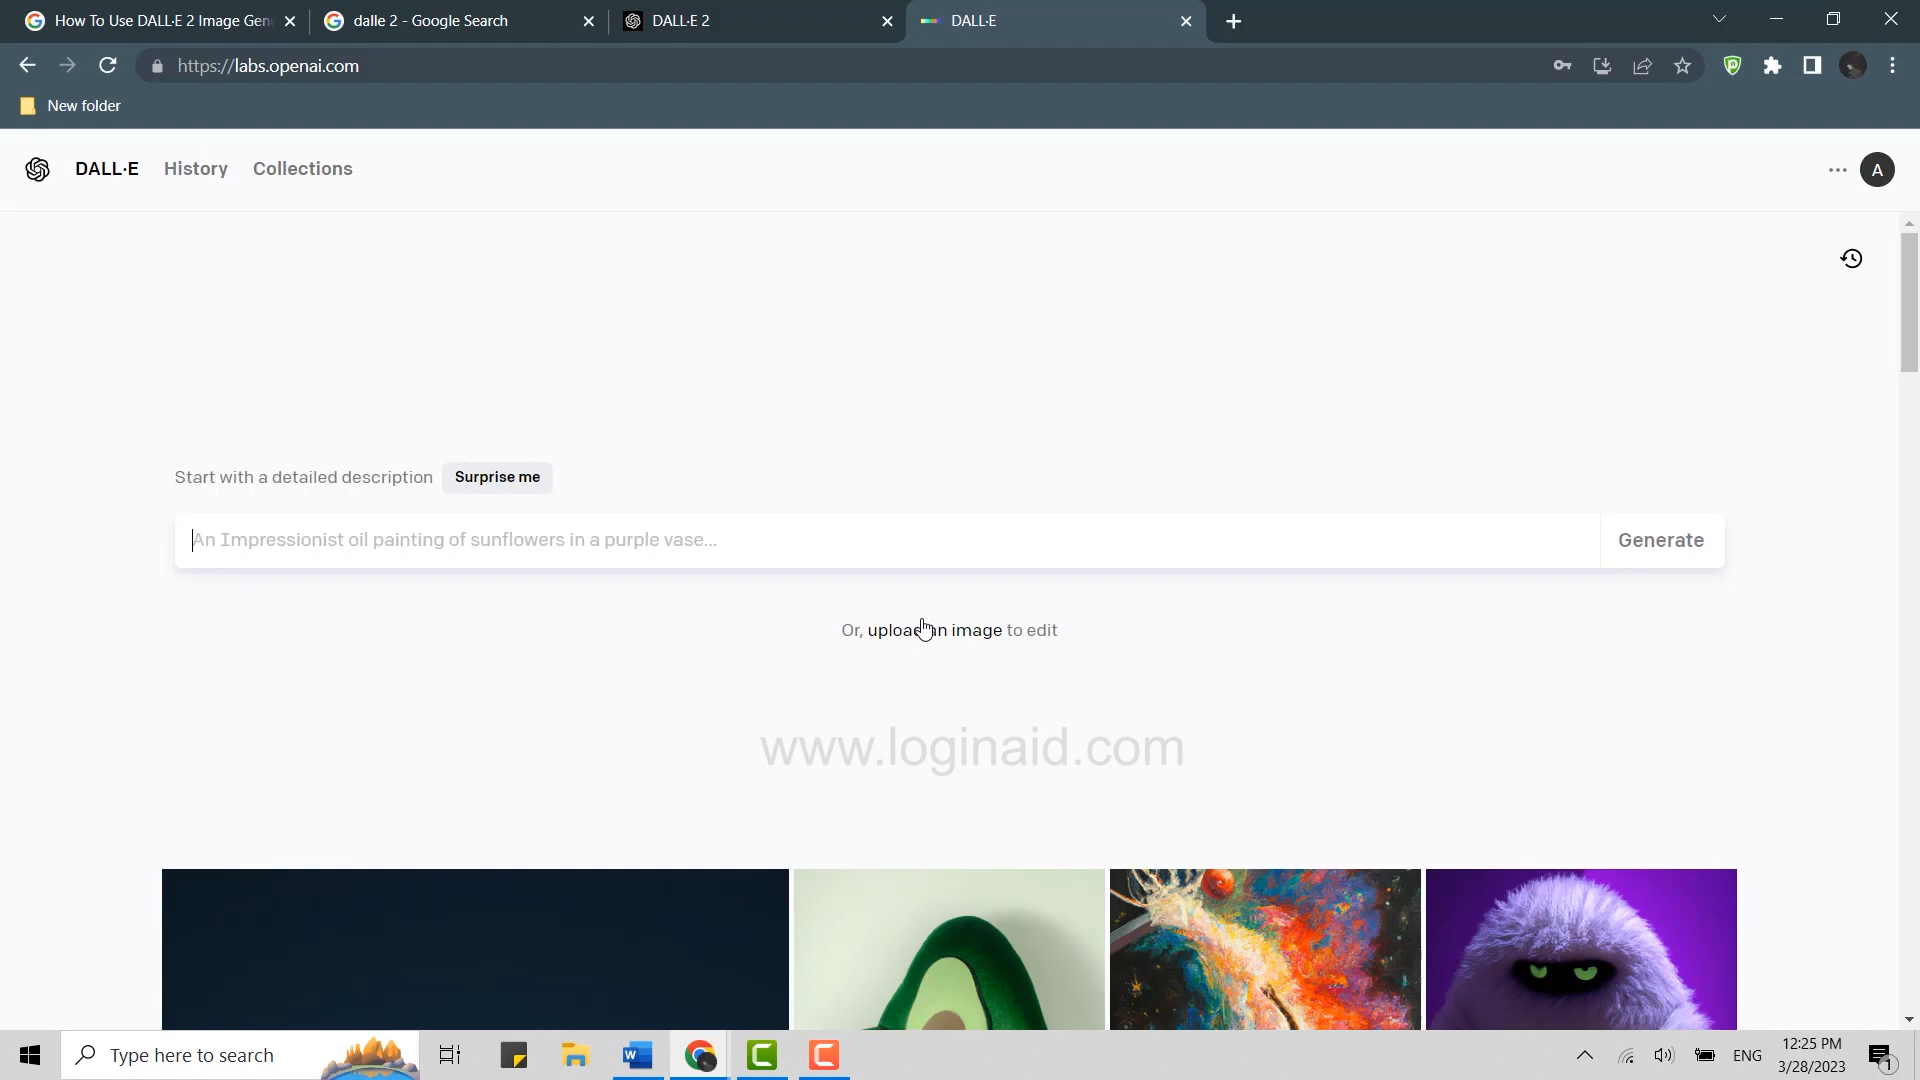 How To Use DALL·E 2 Image Gen
dalle 2 - Google Search
DALL·E 2
DALL·E
https://labs.openai.com
New folder
DALL·E
History
Collections
A
Start with a detailed description
Surprise me
An Impressionist oil painting of sunflowers in a purple vase...
Generate
Or, upload an image to edit
www.loginaid.com
Type here to search
ENG
12:25 PM
3/28/2023
1